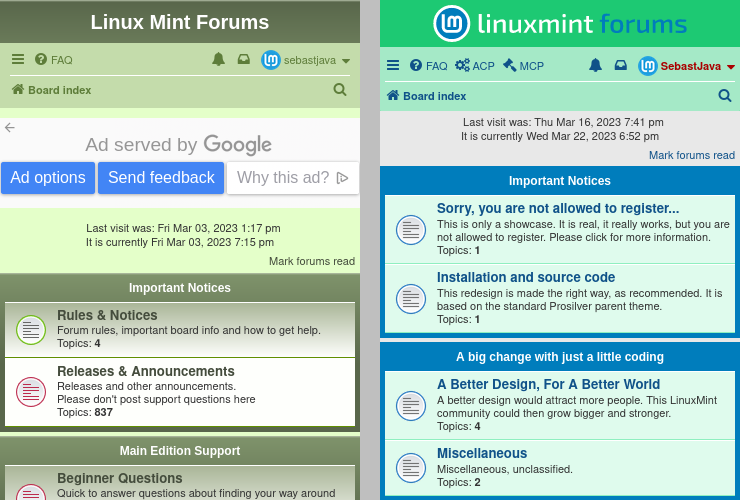 Linux Mint Forums
FAQ
sebastjava
Board index
Ad served by Google
Ad options
Send feedback
Why this ad?
Last visit was: Fri Mar 03, 2023 1:17 pm
It is currently Fri Mar 03, 2023 7:15 pm
Mark forums read
Important Notices
Rules & Notices
Forum rules, important board info and how to get help.
Topics: 4
Releases & Announcements
Releases and other announcements.
Please don't post support questions here
Topics: 837
Main Edition Support
Beginner Questions
Quick to answer questions about finding your way around
linuxmint forums
FAQ ACP MCP
SebastJava
Board index
Last visit was: Thu Mar 16, 2023 7:41 pm
It is currently Wed Mar 22, 2023 6:52 pm
Mark forums read
Important Notices
Sorry, you are not allowed to register...
This is only a showcase. It is real, it really works, but you are
not allowed to register. Please click for more information.
Topics: 1
Installation and source code
This redesign is made the right way, as recommended. It is
based on the standard Prosilver parent theme.
Topics: 1
A big change with just a little coding
A Better Design, For A Better World
A better design would attract more people. This LinuxMint
community could then grow bigger and stronger.
Topics: 4
Miscellaneous
Miscellaneous, unclassified.
Topics: 2